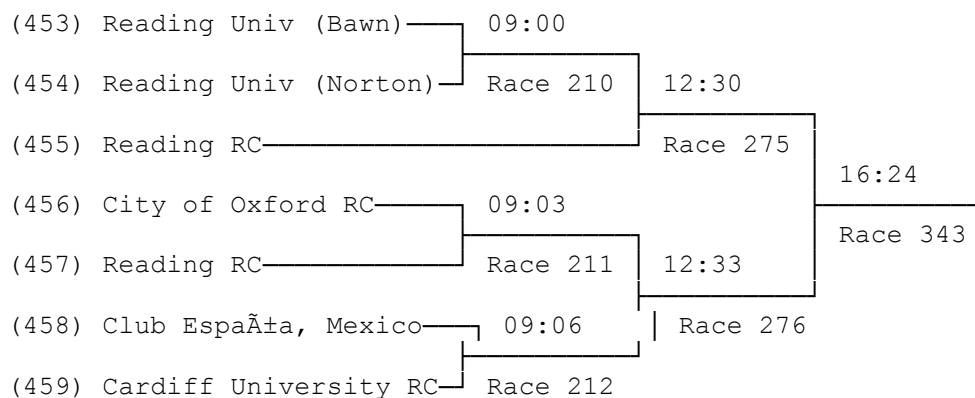 (453) Reading Univ (Bawn) 09:00
(454) Reading Univ (Norton) Race 210 12:30
(455) Reading RC Race 275
16:24
(456) City of Oxford RC 09:03
Race 343
(457) Reading RC Race 211 12:33
(458) Club EspaÃ±a, Mexico 09:06 Race 276
(459) Cardiff University RC Race 212